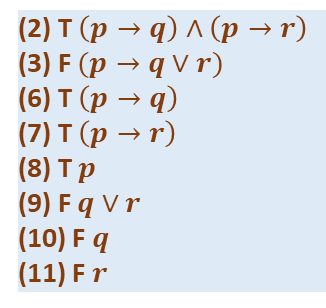 (2) T (p → q) ∧ (p → r)
(3) F (p → q ∨ r)
(6) T (p → q)
(7) T (p → r)
(8) T p
(9) F q ∨ r
(10) F q
(11) F r